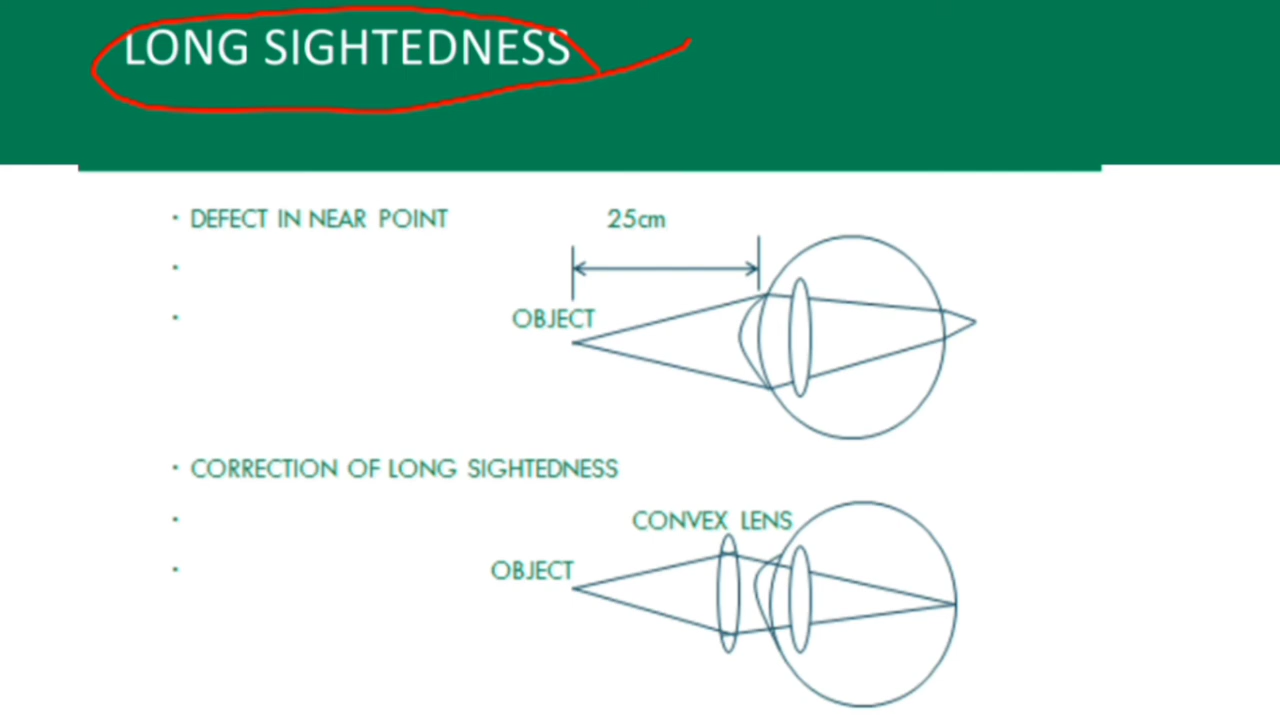 LONG SIGHTEDNESS
• DEFECT IN NEAR POINT
25cm
OBJECT
• CORRECTION OF LONG SIGHTEDNESS
CONVEX LENS
OBJECT